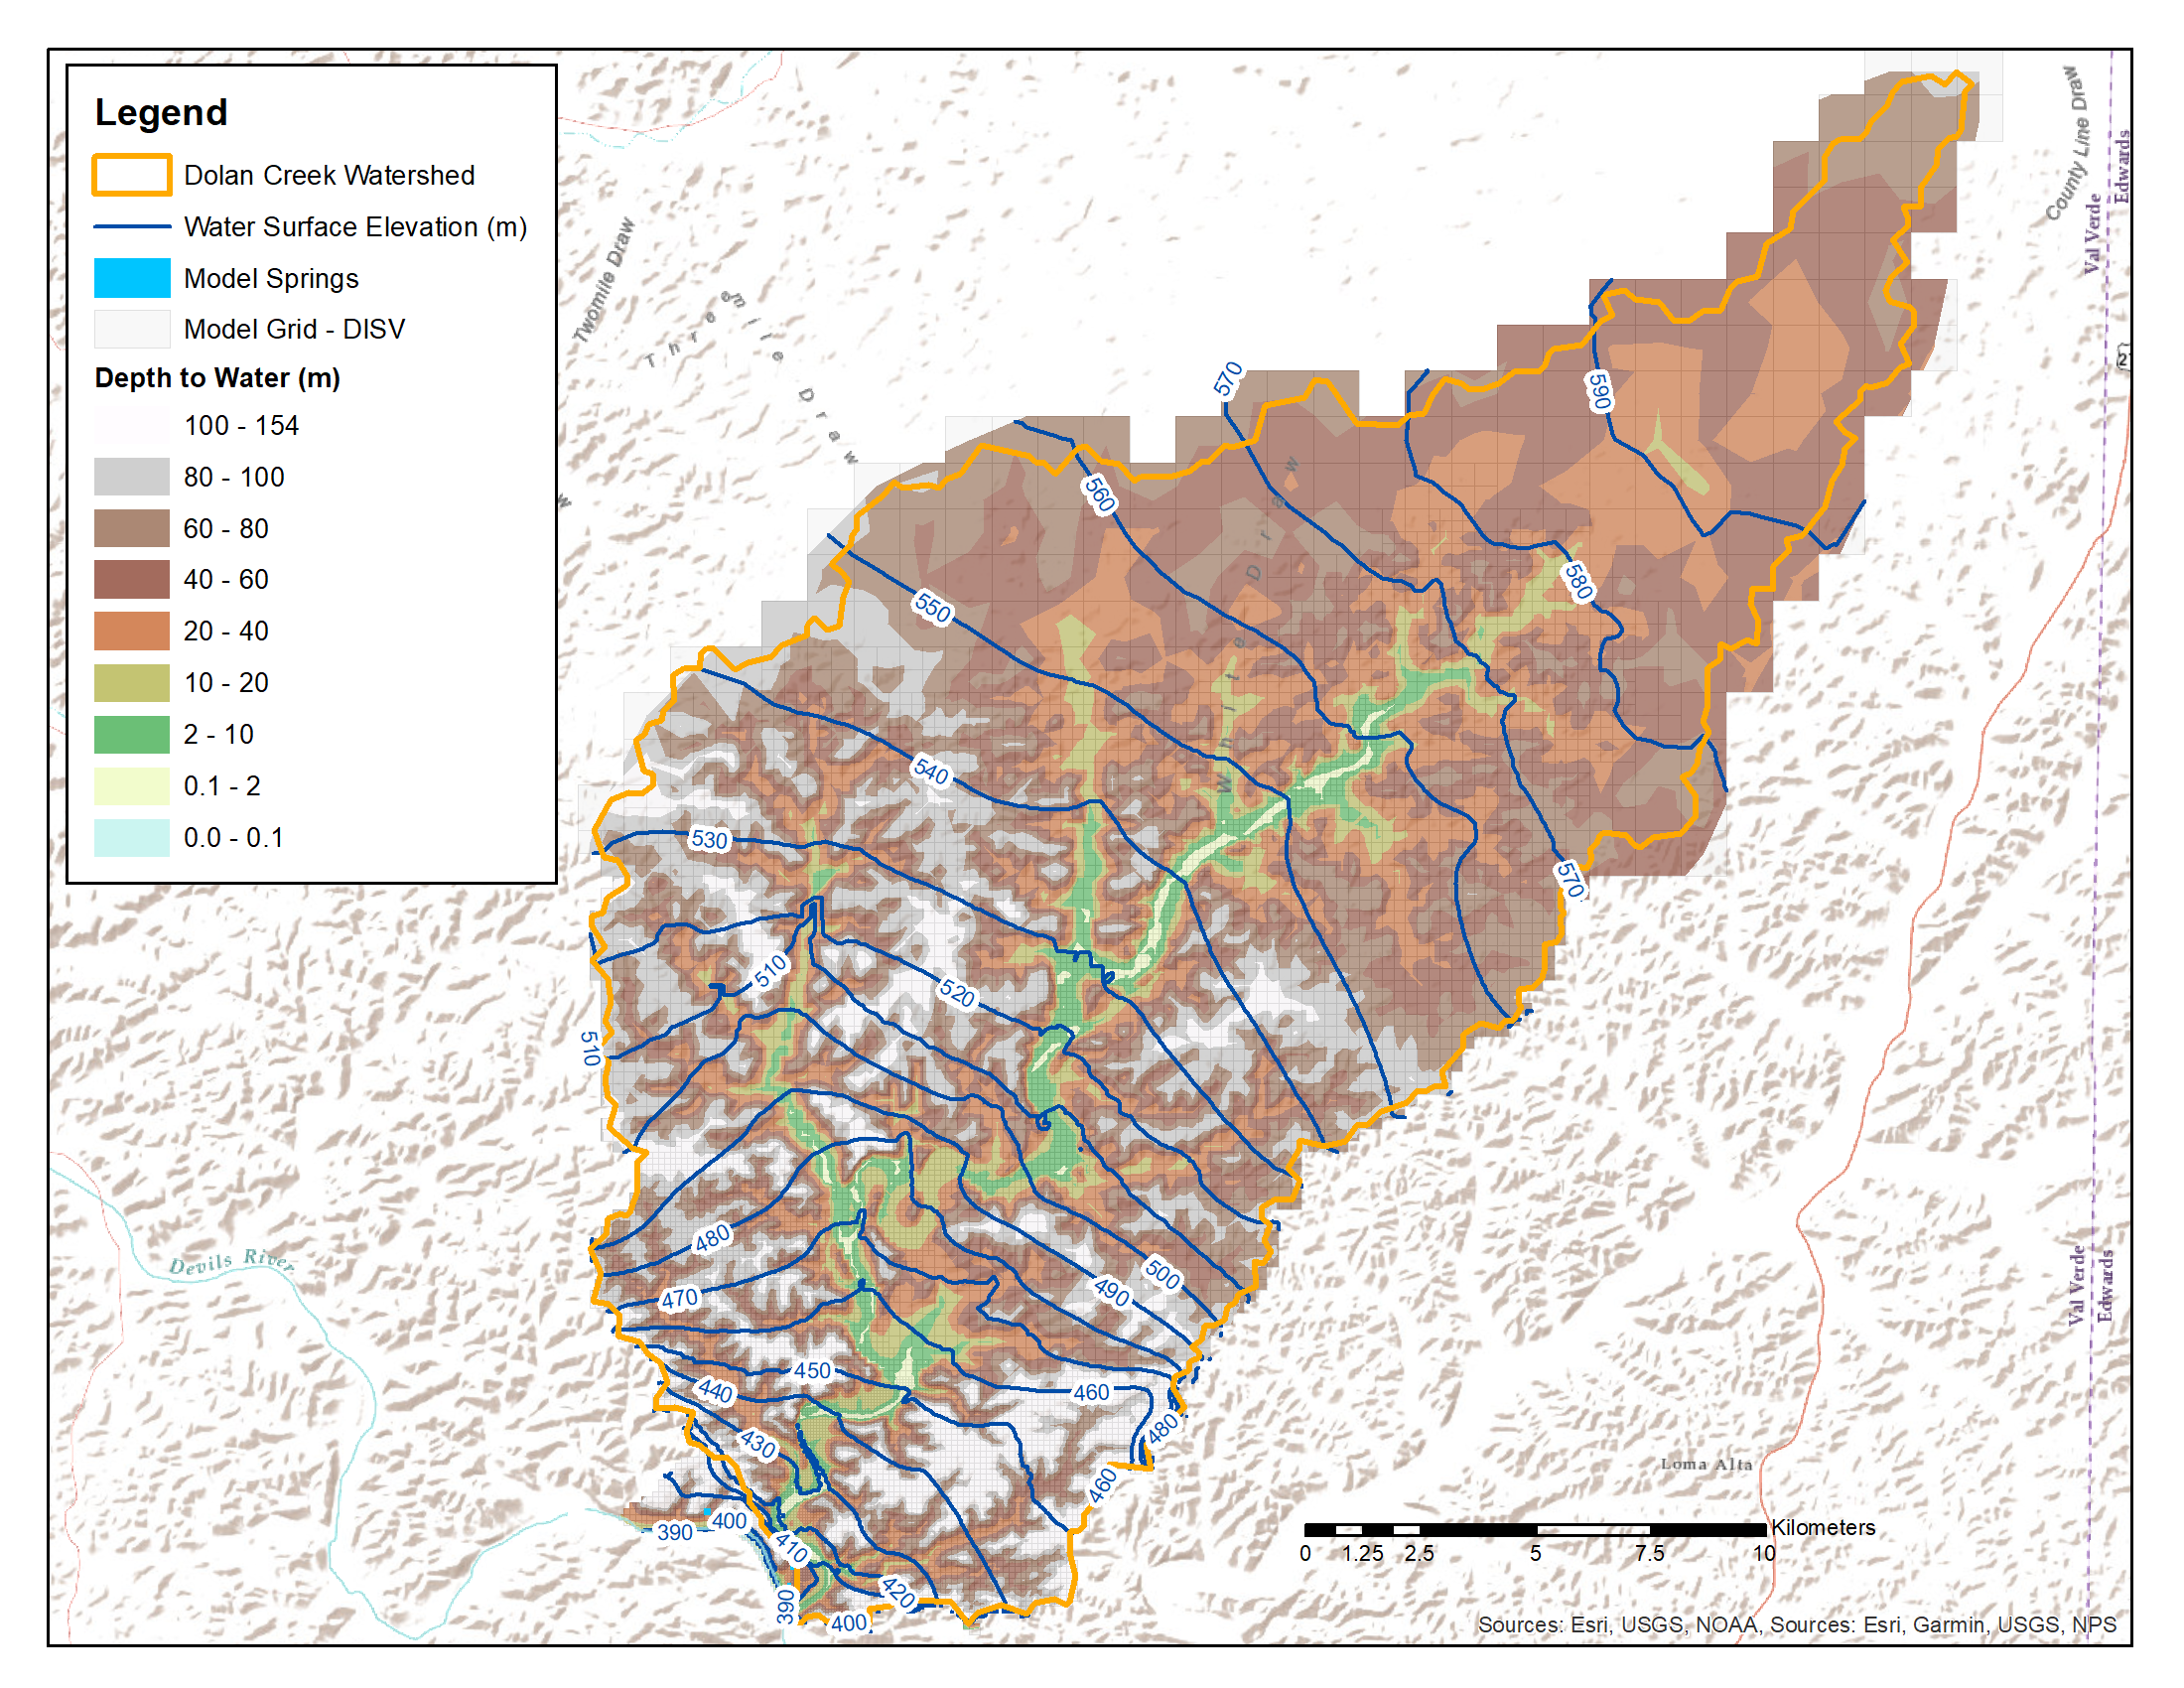 Legend
Dolan Creek Watershed
Water Surface Elevation (m)
Model Springs
Model Grid - DISV
Depth to Water (m)
100 - 154
80 - 100
60 - 80
40 - 60
20 - 40
10 - 20
2 - 10
0.1 - 2
0.0 - 0.1
Twomile Draw
Threemile Draw
w
County Line Draw
Val Verde
Edwards
2
570
590
560
580
550
White Draw
540
530
570
510
520
510
480
500
490
470
450
440
460
430
480
460
400
390
410
420
390
400
Devils River
Val Verde
Edwards
Loma Alta
Kilometers
0 1.25 2.5 5 7.5 10
Sources: Esri, USGS, NOAA, Sources: Esri, Garmin, USGS, NPS